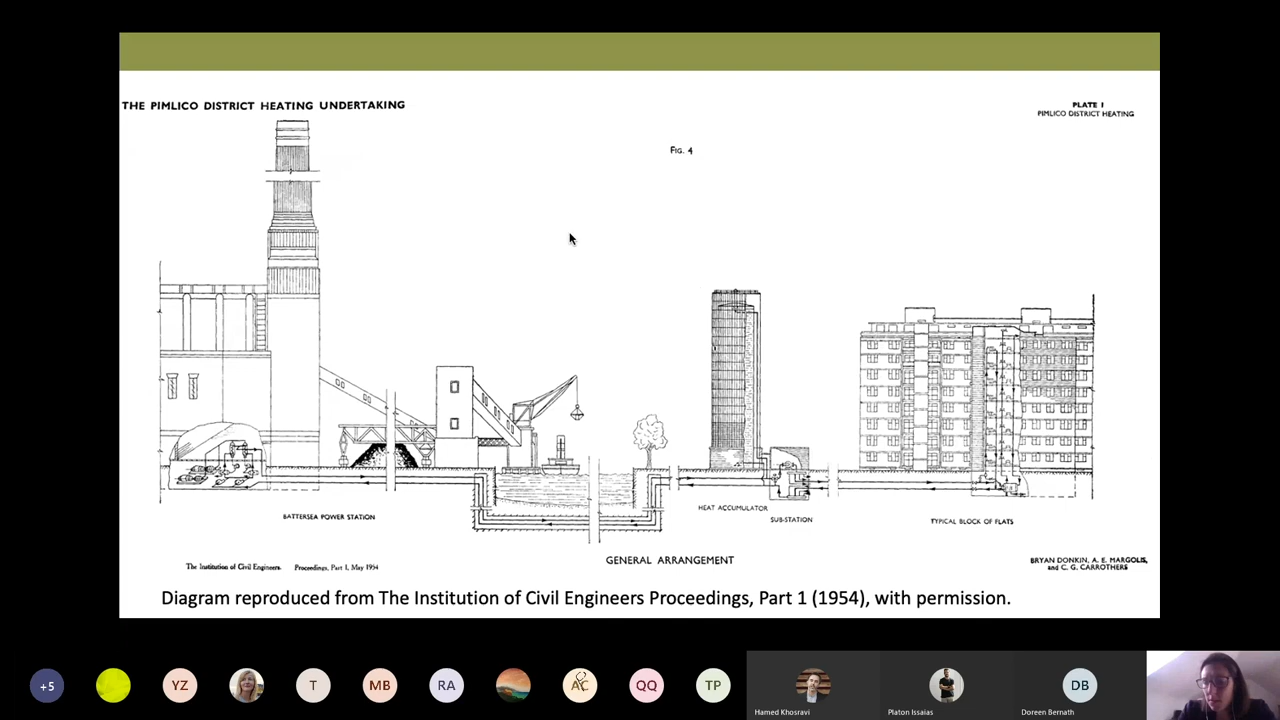 THE PIMLICO DISTRICT HEATING UNDERTAKING
PLATE 1
PIMLICO DISTRICT HEATING
FIG. 4
BATTERSEA POWER STATION
HEAT ACCUMULATOR
SUB-STATION
TYPICAL BLOCK OF FLATS
GENERAL ARRANGEMENT
The Institution of Civil Engineers. Proceedings, Part 1, May 1954
BRYAN DONKIN, A. E. MARGOLIS,
and C. G. CARROTHERS
Diagram reproduced from The Institution of Civil Engineers Proceedings, Part 1 (1954), with permission.
+5
YZ
T
MB
RA
AC
QQ
TP
DB
Hamed Khosravi
Platon Issaias
Doreen Bernath